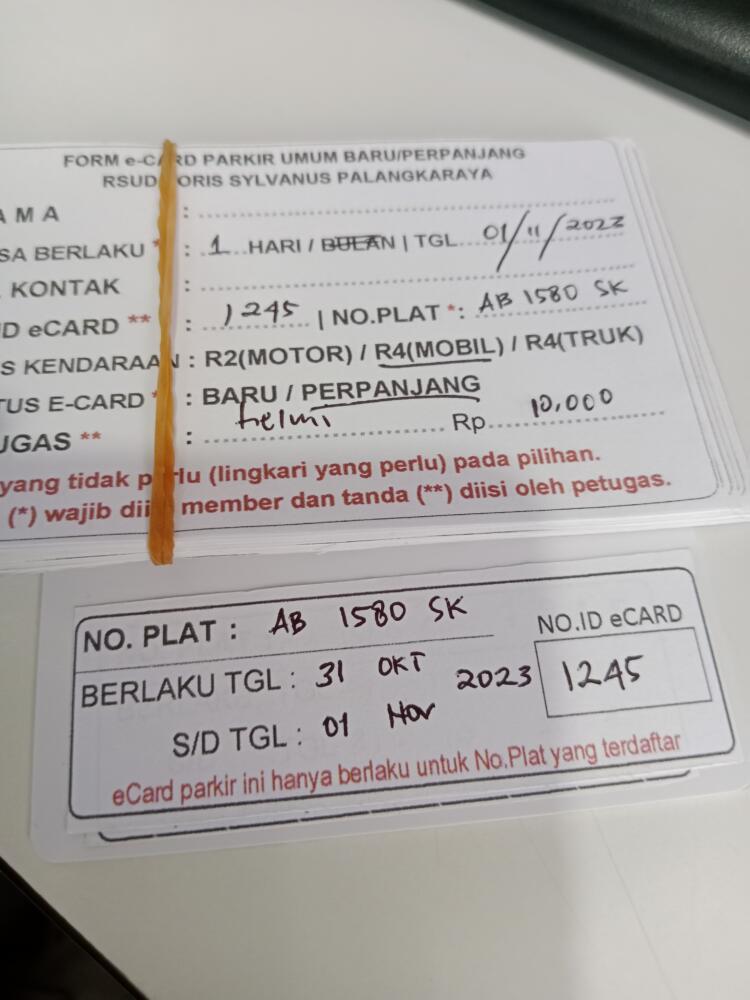 FORM e-CARD PARKIR UMUM BARU/PERPANJANG
RSUD ORIS SYLVANUS PALANGKARAYA
AMA :
SA BERLAKU * : 1 HARI / BULAN | TGL 01/11/2023
KONTAK :
D eCARD ** : 1245 | NO.PLAT *: AB 1580 SK
S KENDARAAN : R2(MOTOR) / R4(MOBIL) / R4(TRUK)
TUS E-CARD * : BARU / PERPANJANG
UGAS ** : helmi Rp. 10,000
yang tidak perlu (lingkari yang perlu) pada pilihan.
(*) wajib diisi member dan tanda (**) diisi oleh petugas.
NO. PLAT : AB 1580 SK
NO.ID eCARD
BERLAKU TGL : 31 OKT 2023
1245
S/D TGL : 01 Nov
eCard parkir ini hanya berlaku untuk No.Plat yang terdaftar